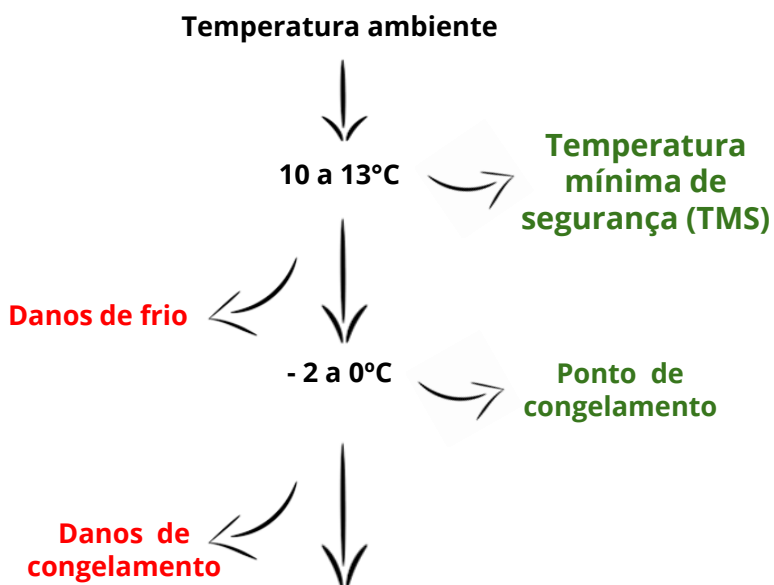 Temperatura ambiente
10 a 13°C
Temperatura
mínima de
segurança (TMS)
Danos de frio
- 2 a 0ºC
Ponto de
congelamento
Danos de
congelamento